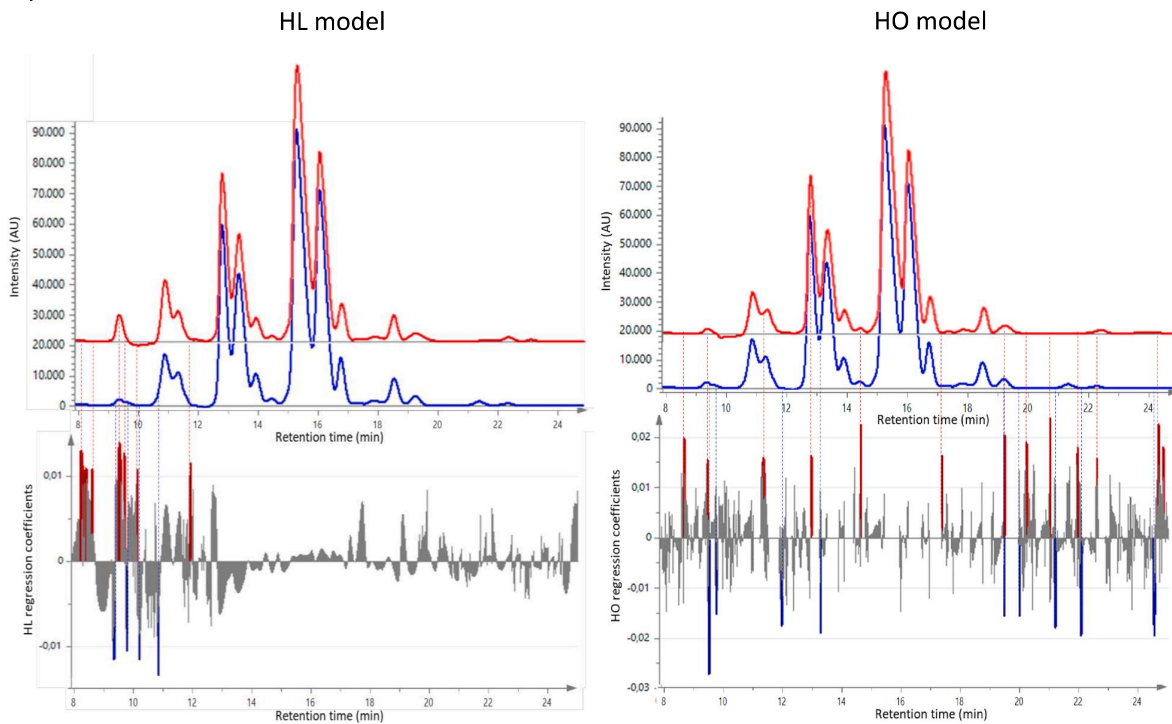 HL model
HO model
Intensity (AU)
90.000
80.000
70.000
60.000
50.000
40.000
30.000
20.000
10.000
0
8 10 12 14 16 18 20 22 24
Retention time (min)
HL regression coefficients
0,01
0
-0,01
8 10 12 14 16 18 20 22 24
Retention time (min)
Intensity (AU)
90.000
80.000
70.000
60.000
50.000
40.000
30.000
20.000
10.000
0
8 10 12 14 16 18 20 22 24
Retention time (min)
HO regression coefficients
0,02
0,01
0
-0,01
-0,02
-0,03
8 10 12 14 16 18 20 22 24
Retention time (min)